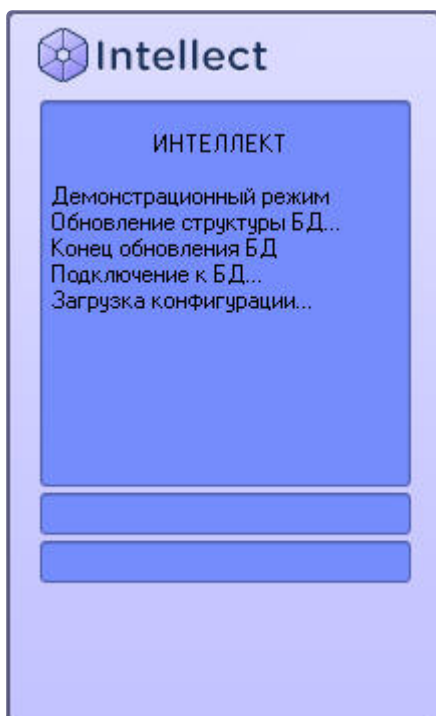 Intellect
ИНТЕЛЛЕКТ
Демонстрационный режим
Обновление структуры БД...
Конец обновления БД
Подключение к БД...
Загрузка конфигурации...